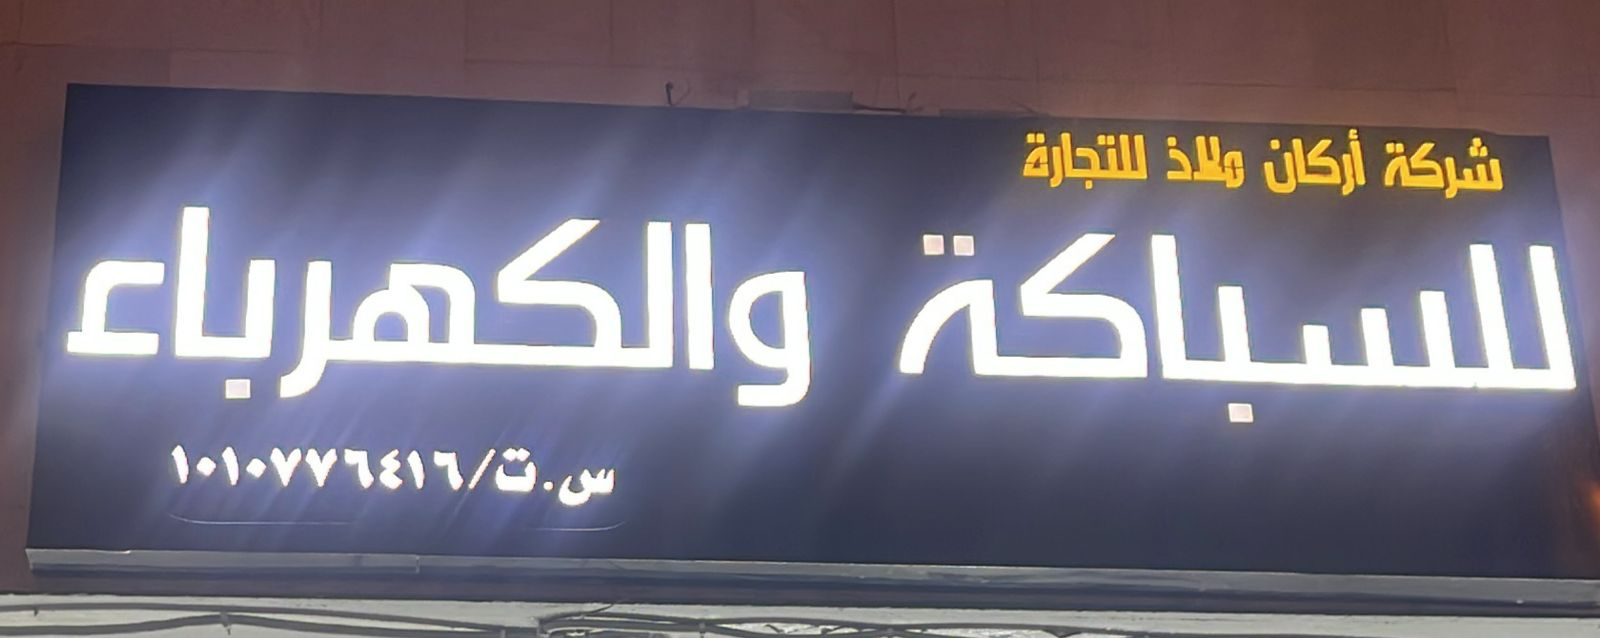 شركة أركان ملاذ للتجارة
للسباكة والكهرباء
س.ت/١٠١٠٧٧٦٤١٦